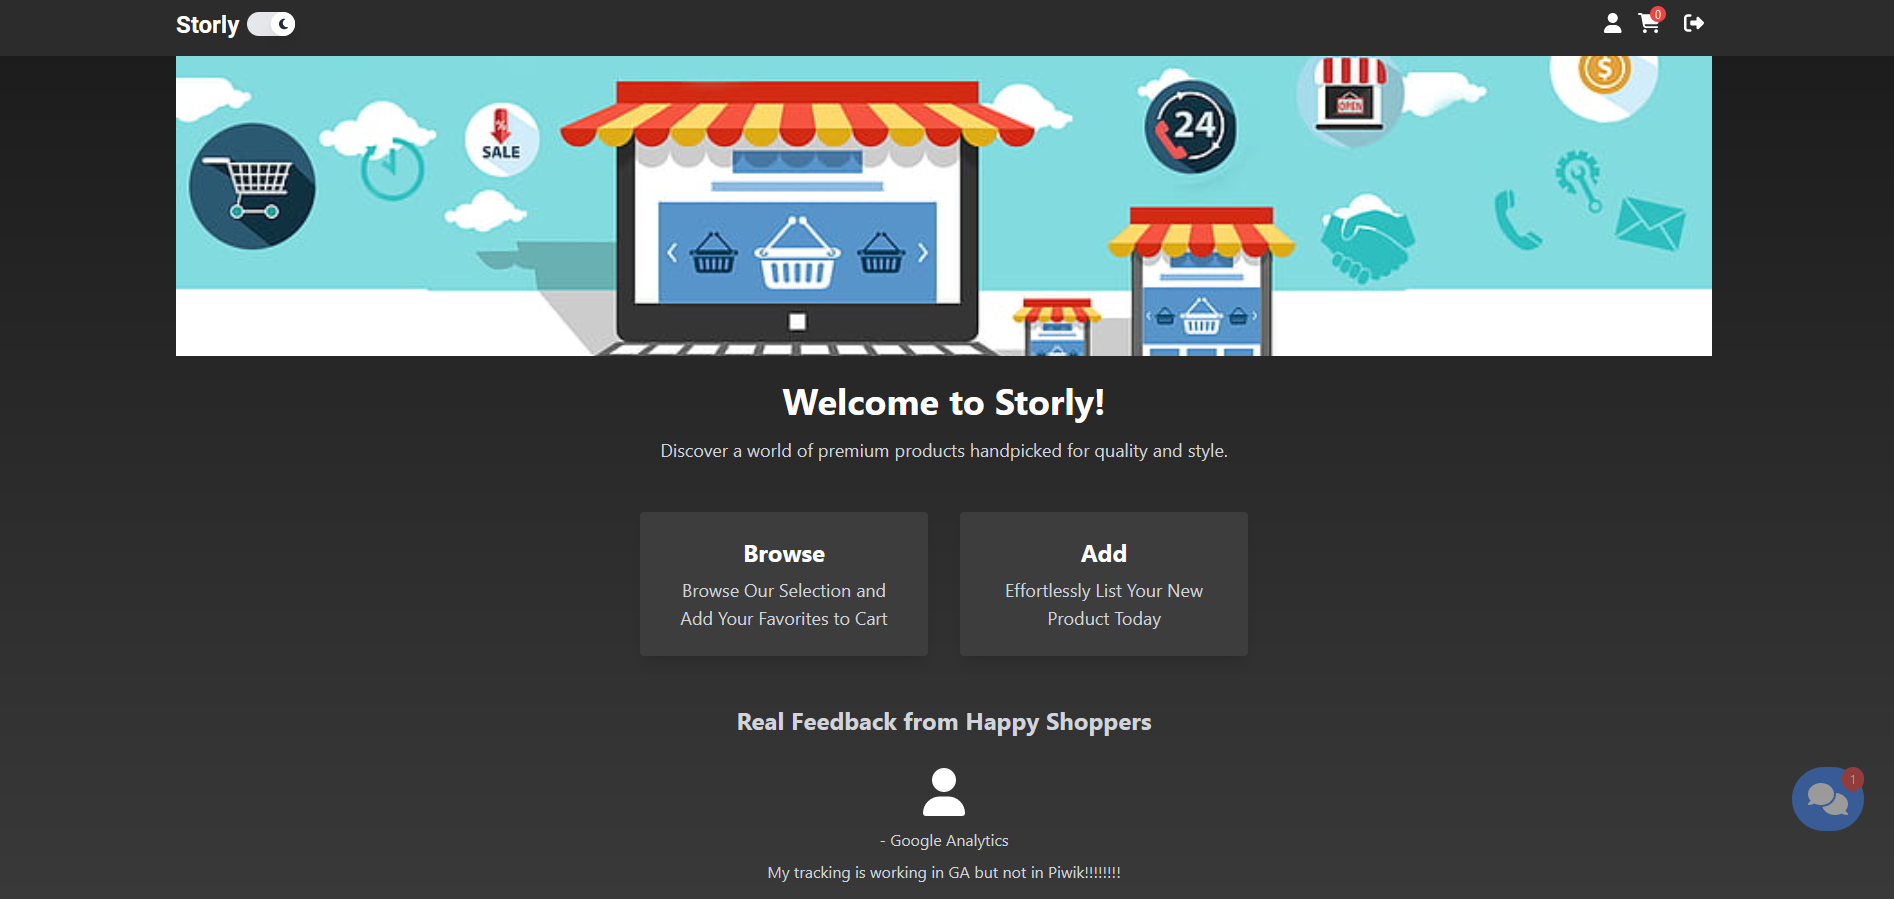 Storly
0
%
SALE
24
OPEN
$
Welcome to Storly!
Discover a world of premium products handpicked for quality and style.
Browse
Browse Our Selection and
Add Your Favorites to Cart
Add
Effortlessly List Your New
Product Today
Real Feedback from Happy Shoppers
- Google Analytics
My tracking is working in GA but not in Piwik!!!!!!!!
1